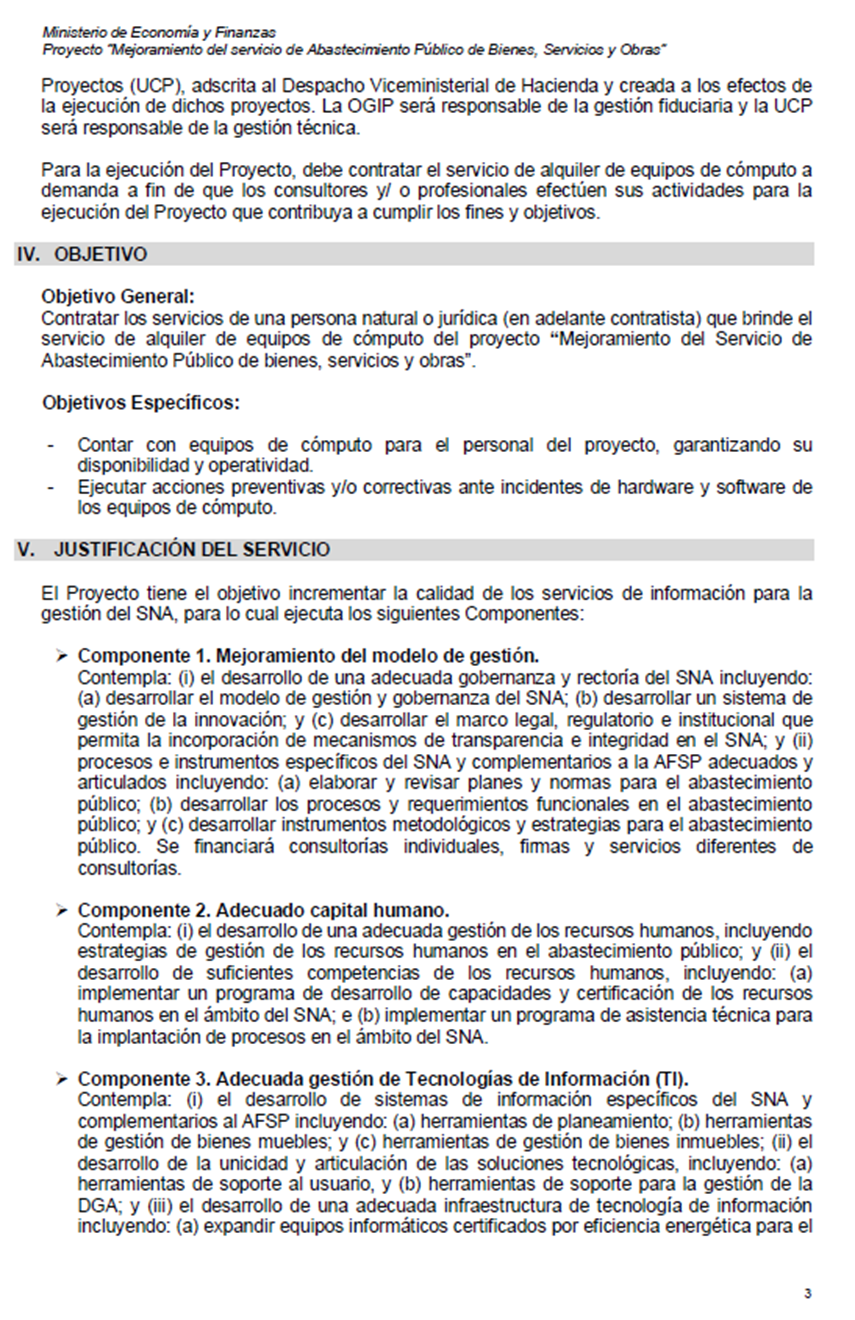 Ministerio de Economía y Finanzas
Proyecto "Mejoramiento del servicio de Abastecimiento Público de Bienes, Servicios y Obras"
Proyectos (UCP), adscrita al Despacho Viceministerial de Hacienda y creada a los efectos de
la ejecución de dichos proyectos. La OGIP será responsable de la gestión fiduciaria y la UCP
será responsable de la gestión técnica.
Para la ejecución del Proyecto, debe contratar el servicio de alquiler de equipos de cómputo a
demanda a fin de que los consultores y/ o profesionales efectúen sus actividades para la
ejecución del Proyecto que contribuya a cumplir los fines y objetivos.
IV. OBJETIVO
Objetivo General:
Contratar los servicios de una persona natural o jurídica (en adelante contratista) que brinde el
servicio de alquiler de equipos de cómputo del proyecto “Mejoramiento del Servicio de
Abastecimiento Público de bienes, servicios y obras”.
Objetivos Específicos:
- Contar con equipos de cómputo para el personal del proyecto, garantizando su
disponibilidad y operatividad.
- Ejecutar acciones preventivas y/o correctivas ante incidentes de hardware y software de
los equipos de cómputo.
V. JUSTIFICACIÓN DEL SERVICIO
El Proyecto tiene el objetivo incrementar la calidad de los servicios de información para la
gestión del SNA, para lo cual ejecuta los siguientes Componentes:
➢ Componente 1. Mejoramiento del modelo de gestión.
Contempla: (i) el desarrollo de una adecuada gobernanza y rectoría del SNA incluyendo:
(a) desarrollar el modelo de gestión y gobernanza del SNA; (b) desarrollar un sistema de
gestión de la innovación; y (c) desarrollar el marco legal, regulatorio e institucional que
permita la incorporación de mecanismos de transparencia e integridad en el SNA; y (ii)
procesos e instrumentos específicos del SNA y complementarios a la AFSP adecuados y
articulados incluyendo: (a) elaborar y revisar planes y normas para el abastecimiento
público; (b) desarrollar los procesos y requerimientos funcionales en el abastecimiento
público; y (c) desarrollar instrumentos metodológicos y estrategias para el abastecimiento
público. Se financiará consultorías individuales, firmas y servicios diferentes de
consultorías.
➢ Componente 2. Adecuado capital humano.
Contempla: (i) el desarrollo de una adecuada gestión de los recursos humanos, incluyendo
estrategias de gestión de los recursos humanos en el abastecimiento público; y (ii) el
desarrollo de suficientes competencias de los recursos humanos, incluyendo: (a)
implementar un programa de desarrollo de capacidades y certificación de los recursos
humanos en el ámbito del SNA; e (b) implementar un programa de asistencia técnica para
la implantación de procesos en el ámbito del SNA.
➢ Componente 3. Adecuada gestión de Tecnologías de Información (TI).
Contempla: (i) el desarrollo de sistemas de información específicos del SNA y
complementarios al AFSP incluyendo: (a) herramientas de planeamiento; (b) herramientas
de gestión de bienes muebles; y (c) herramientas de gestión de bienes inmuebles; (ii) el
desarrollo de la unicidad y articulación de las soluciones tecnológicas, incluyendo: (a)
herramientas de soporte al usuario, y (b) herramientas de soporte para la gestión de la
DGA; y (iii) el desarrollo de una adecuada infraestructura de tecnología de información
incluyendo: (a) expandir equipos informáticos certificados por eficiencia energética para el
3